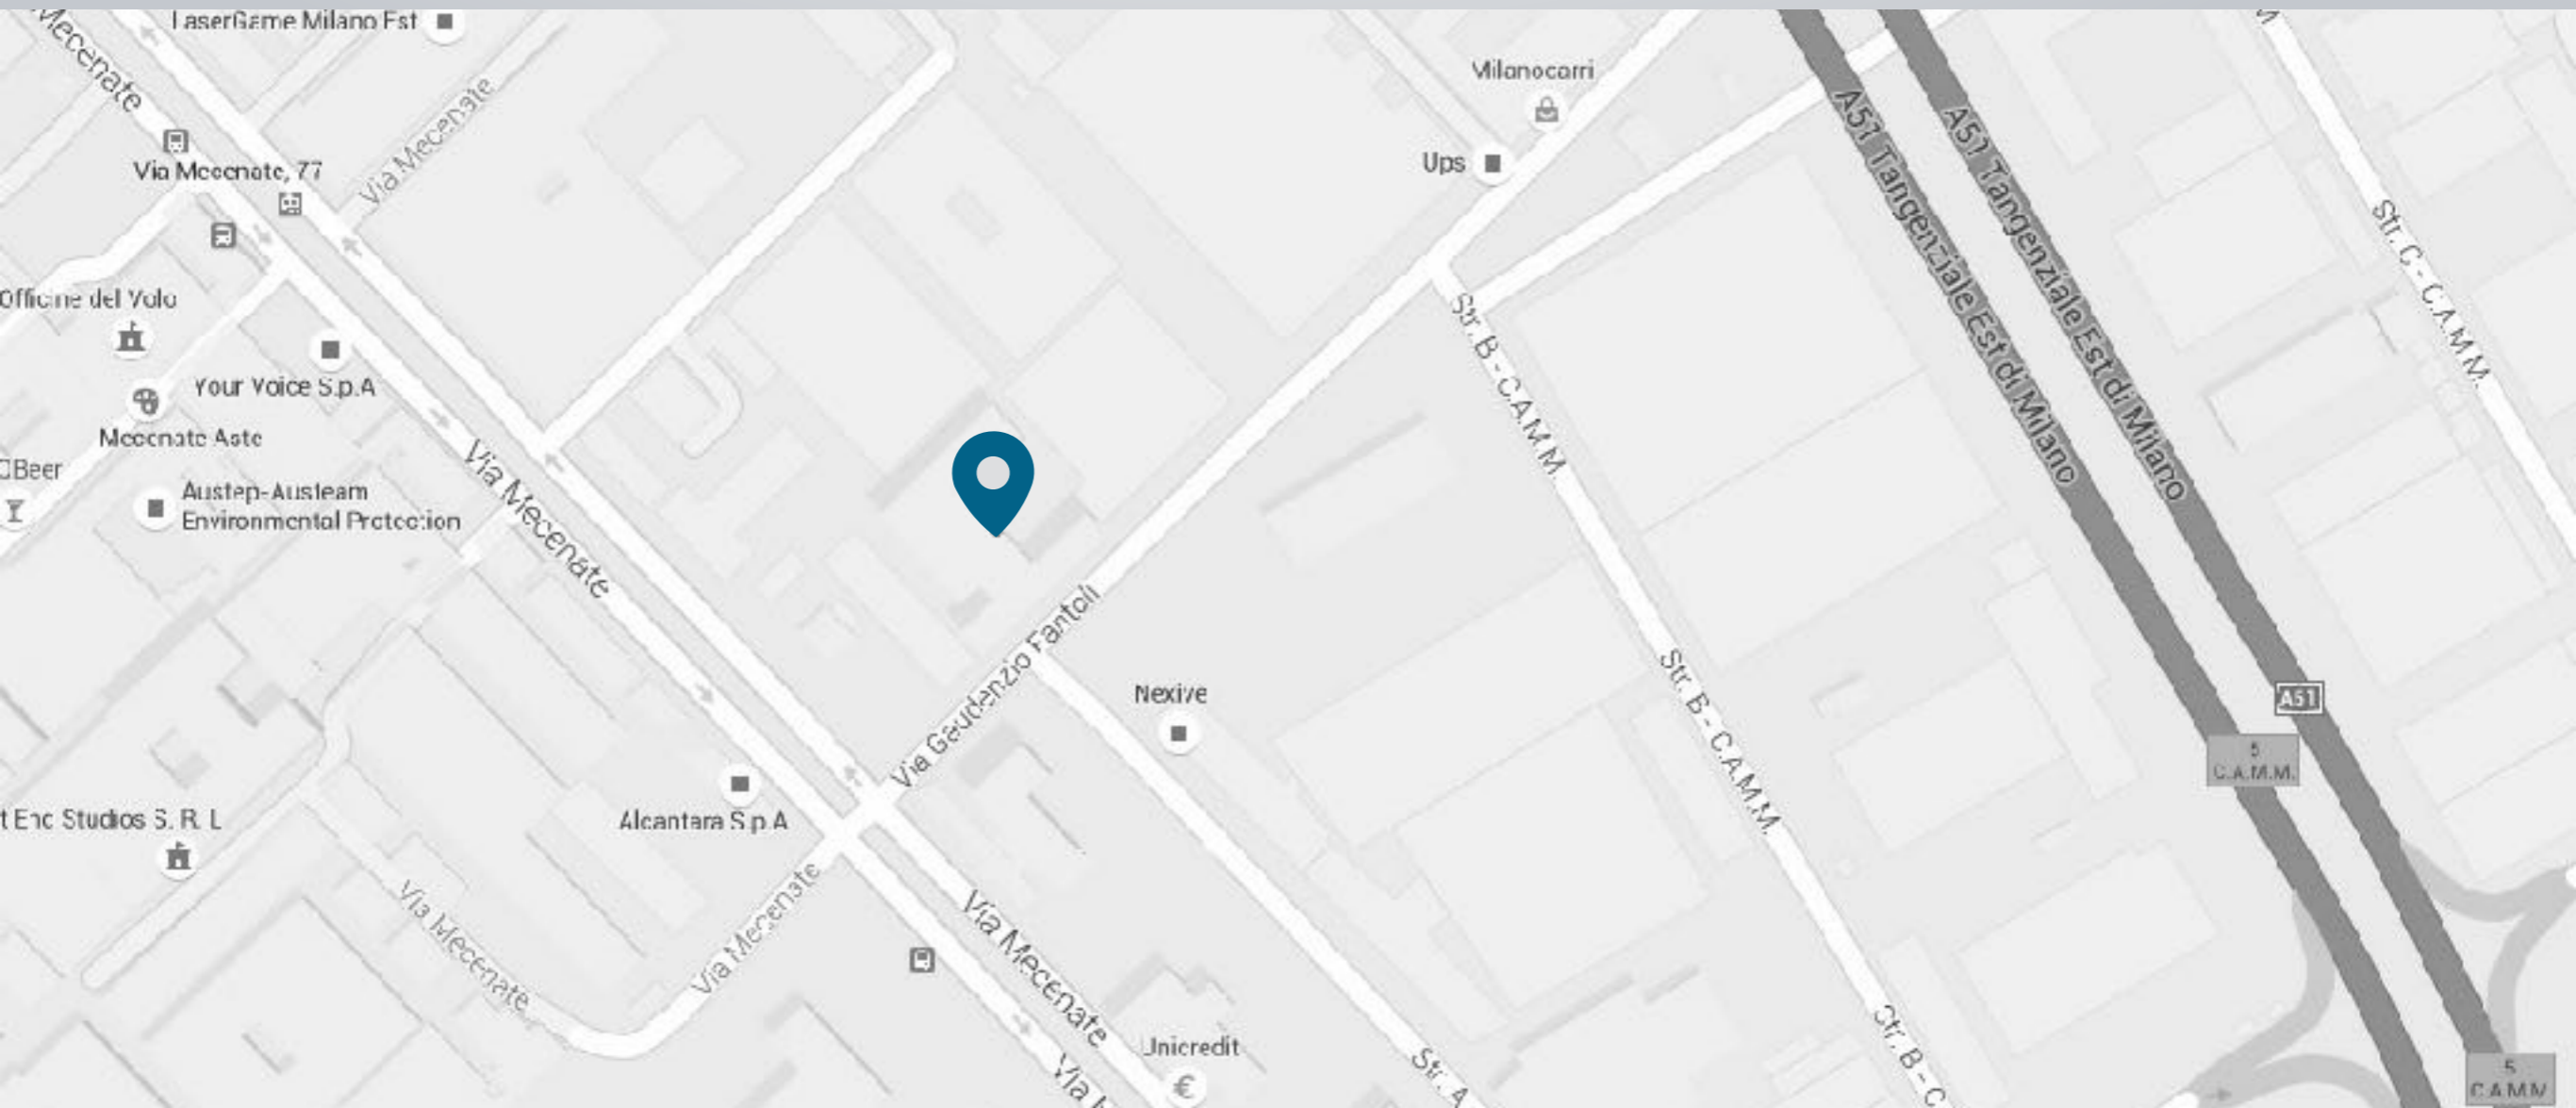 Mecenate
LaserGame Milano Est
Via Mecenate
Via Mecenate, 77
Officine del Volo
Your Voice S.p.A
Mecenate Aste
Austep-Austeam
Environmental Protection
Via Mecenate
Milanocarri
Ups
A51 Tangenziale Est di Milano
A51 Tangenziale Est di Milano
Str. C - C.A.M.M.
Str. B - C.A.M.M.
Via Gaudenzio Fantoli
Nexive
Str. B - C.A.M.M.
A51
5
C.A.M.M.
Alcantara S.p.A
Studios S. R. L
Via Mecenate
Via Mecenate
Via Mecenate
Unicredit
€
Via
Str. A
Str. B - C
5
C.A.M.M